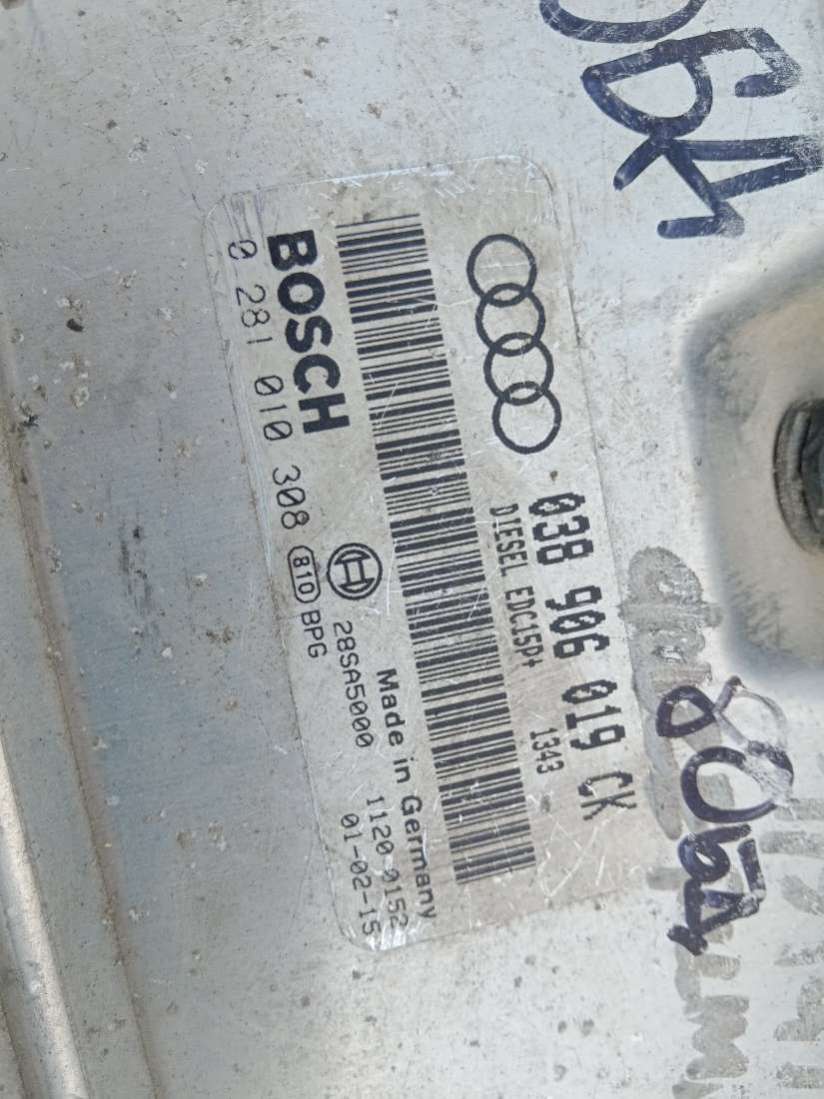 038 906 019 CK
DIESEL EDC15P+ 1343
BOSCH
0 281 010 308 810 BPG
28SA5000
Made in Germany
1120 0152
01-02-15